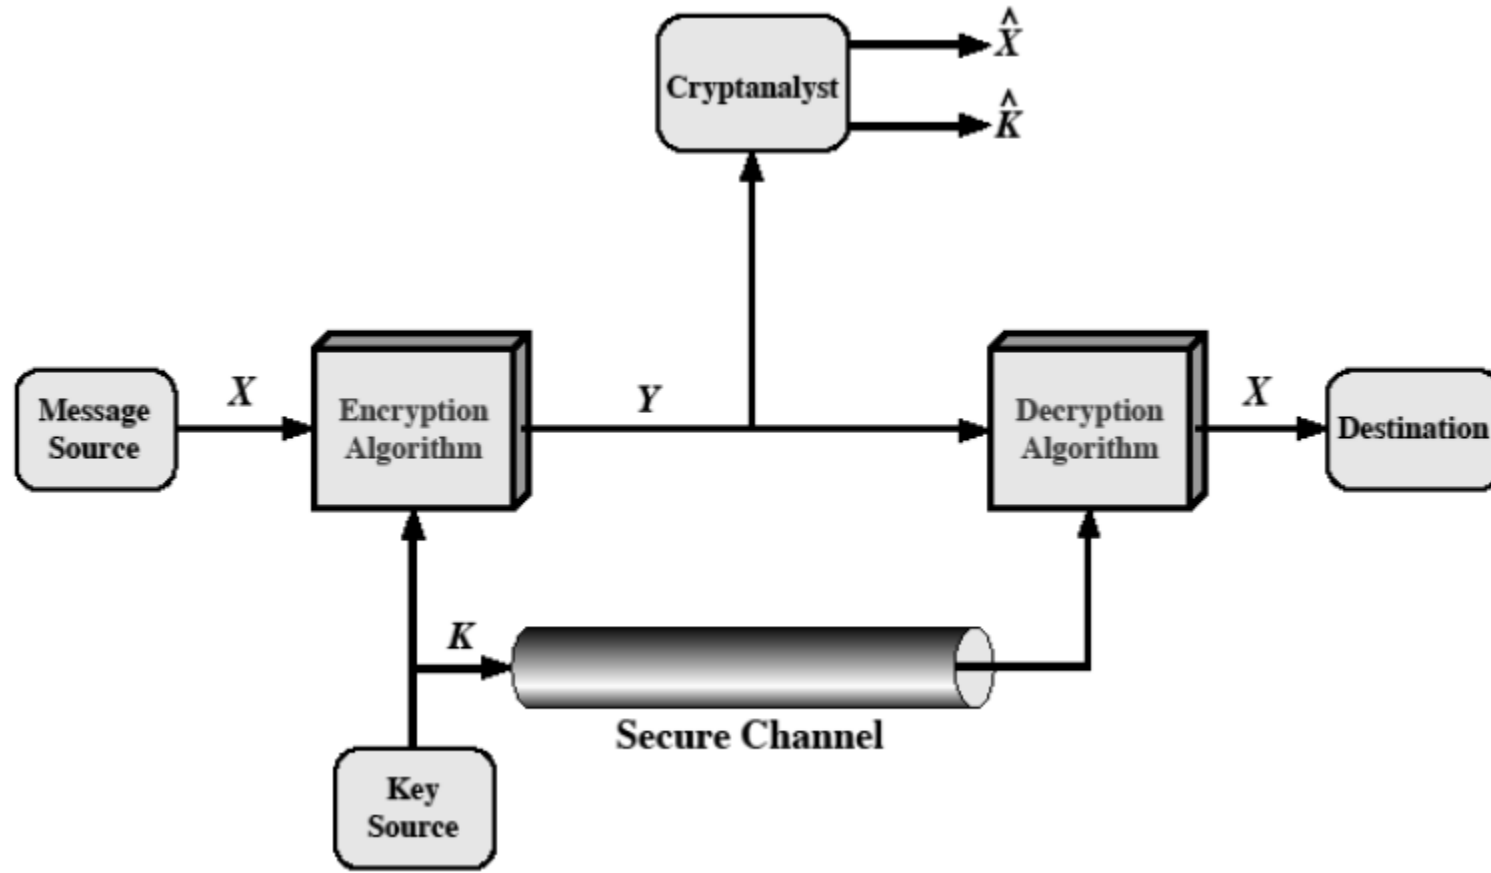 Cryptanalyst
X̂
K̂
Message
Source
X
Encryption
Algorithm
Y
Decryption
Algorithm
X
Destination
K
Secure Channel
Key
Source